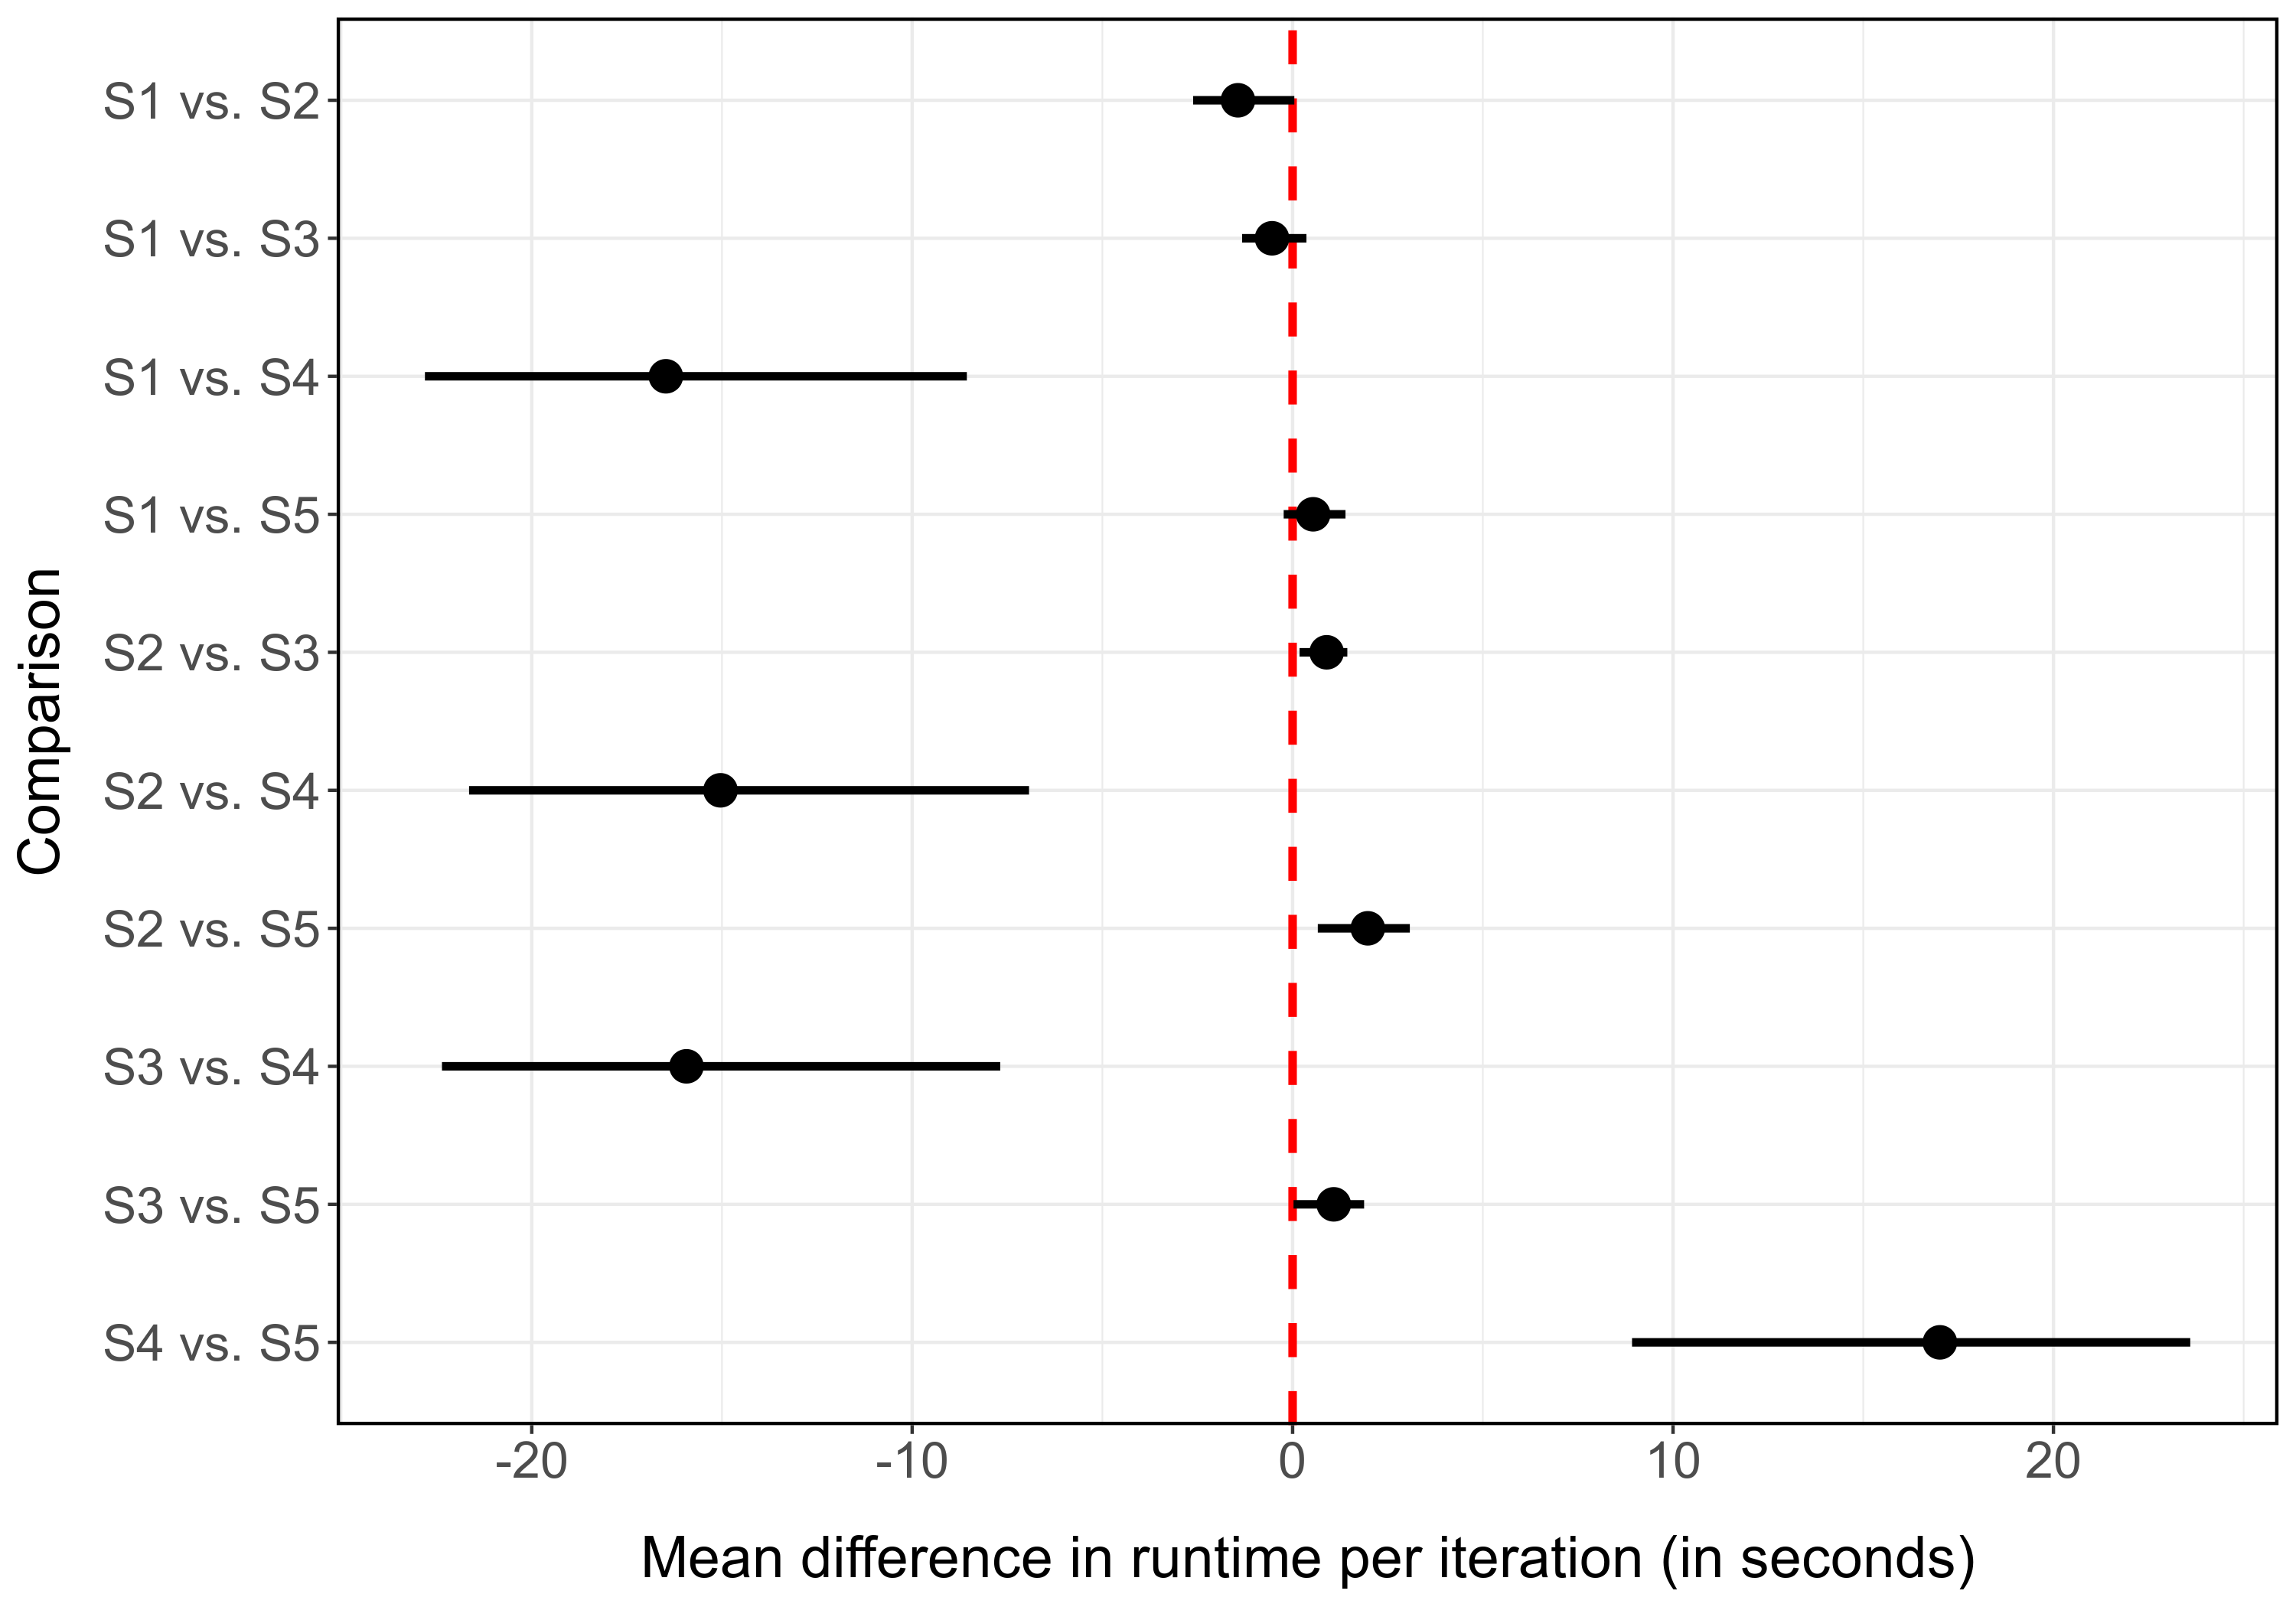 Comparison
S1 vs. S2
S1 vs. S3
S1 vs. S4
S1 vs. S5
S2 vs. S3
S2 vs. S4
S2 vs. S5
S3 vs. S4
S3 vs. S5
S4 vs. S5
-20 -10 0 10 20
Mean difference in runtime per iteration (in seconds)